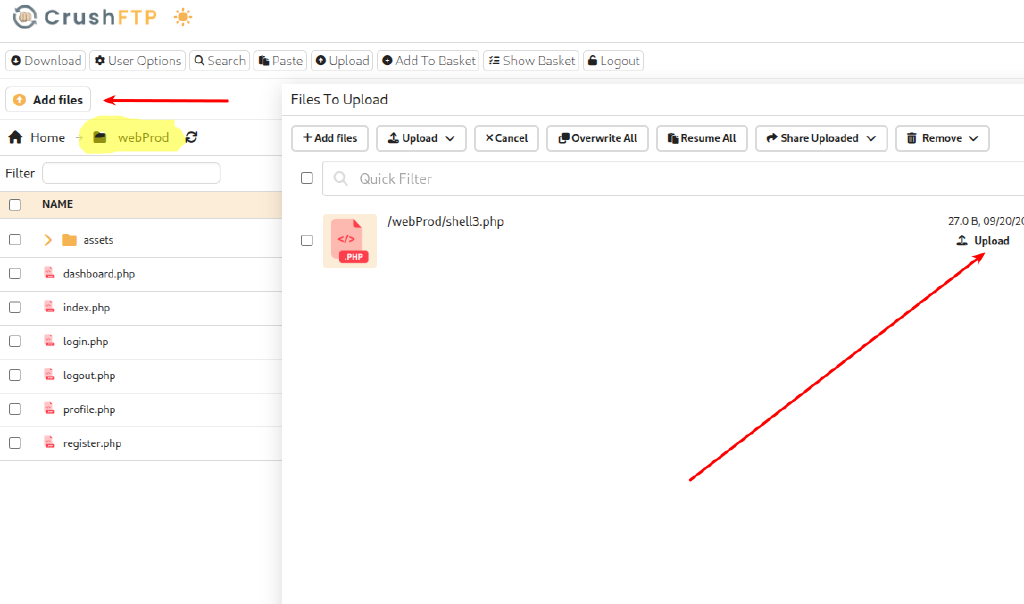 CrushFTP
Download User Options Search Paste Upload Add To Basket Show Basket Logout
Add files
Home webProd
Filter
NAME
assets
dashboard.php
index.php
login.php
logout.php
profile.php
register.php
Files To Upload
Add files Upload Cancel Overwrite All Resume All Share Uploaded Remove
Quick Filter
.PHP
/webProd/shell3.php
27.0 B, 09/20/20
Upload